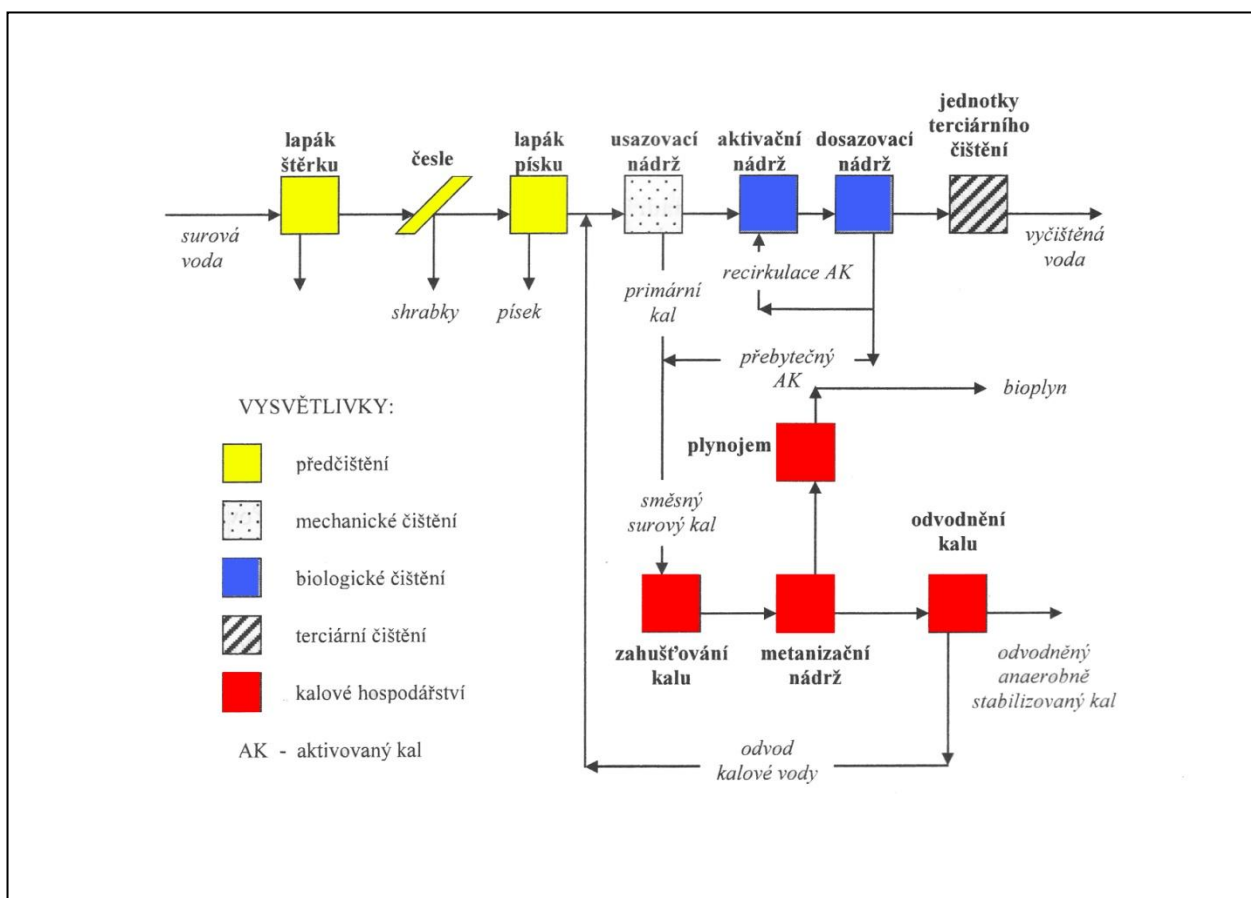 jednotky
terciárního
čištění
lapák
štěrku
česle
lapák
písku
usazovací
nádrž
aktivační
nádrž
dosazovací
nádrž
surová
voda
shrabky
písek
primární
kal
recirkulace AK
vyčištěná
voda
přebytečný
AK
bioplyn
VYSVĚTLIVKY:
předčištění
mechanické čištění
biologické čištění
terciární čištění
kalové hospodářství
AK - aktivovaný kal
plynojem
směsný
surový kal
odvodnění
kalu
zahušťování
kalu
metanizační
nádrž
odvodněný
anaerobně
stabilizovaný kal
odvod
kalové vody